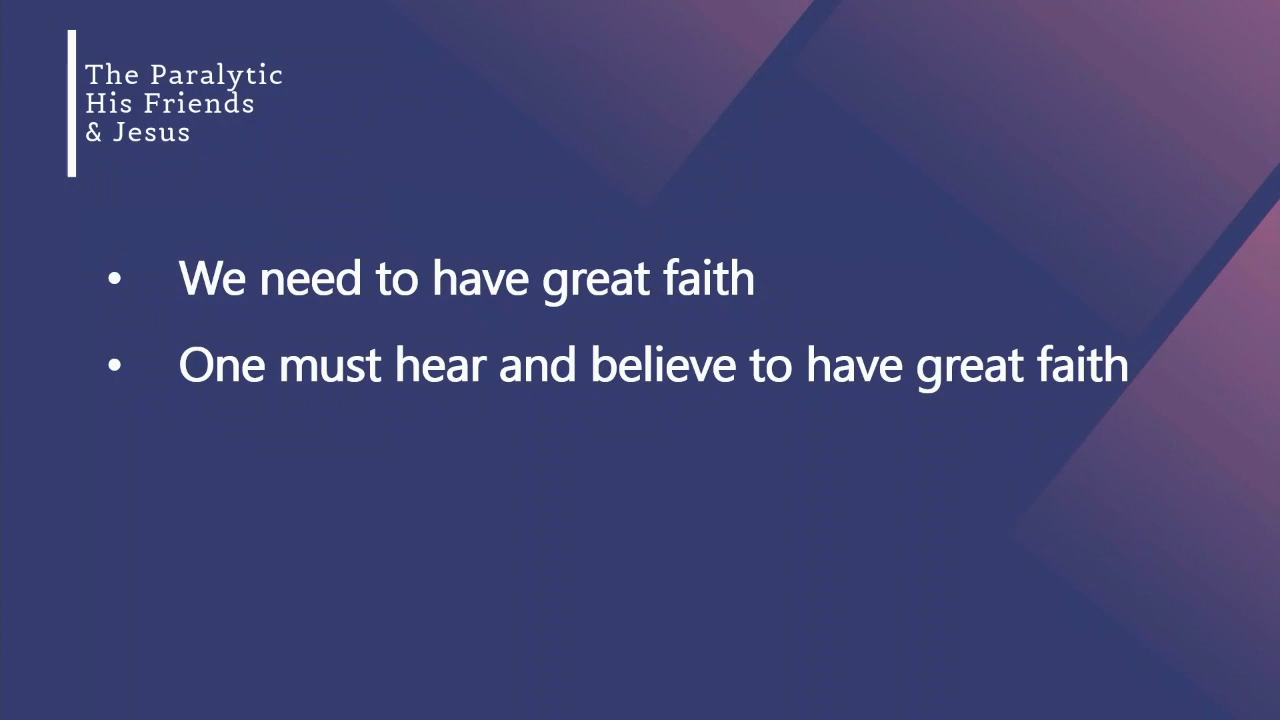 The Paralytic
His Friends
& Jesus
• We need to have great faith
• One must hear and believe to have great faith